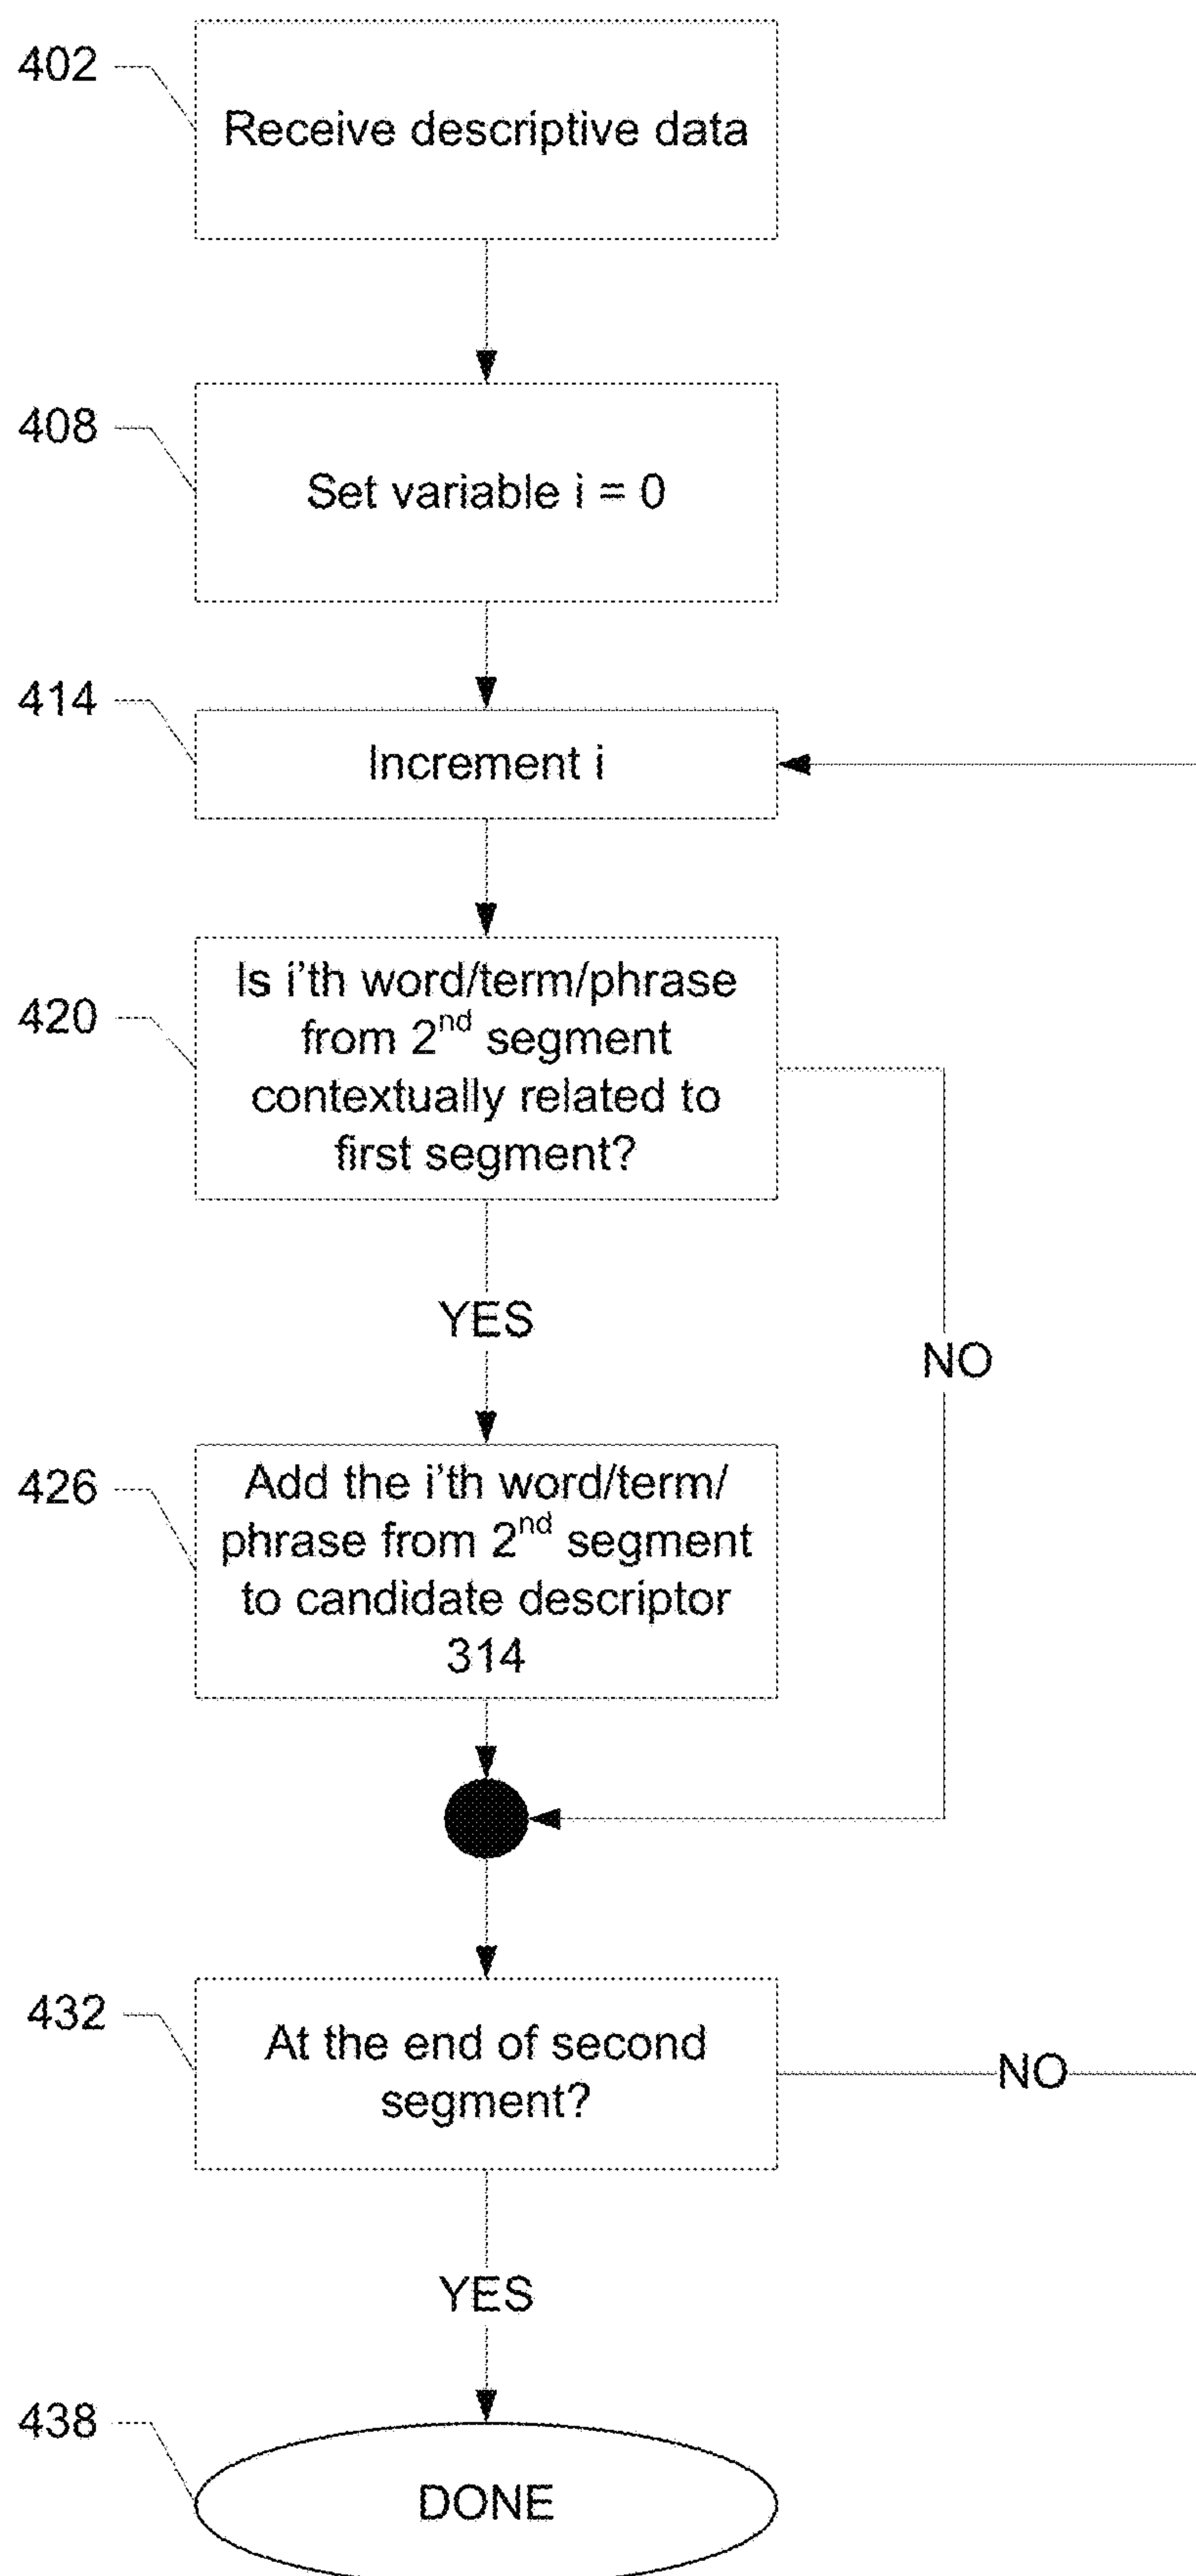 402
Receive descriptive data
408
Set variable i = 0
414
Increment i
420
Is i'th word/term/phrase
from 2nd segment
contextually related to
first segment?
YES
NO
426
Add the i'th word/term/
phrase from 2nd segment
to candidate descriptor
314
432
At the end of second
segment?
NO
YES
438
DONE